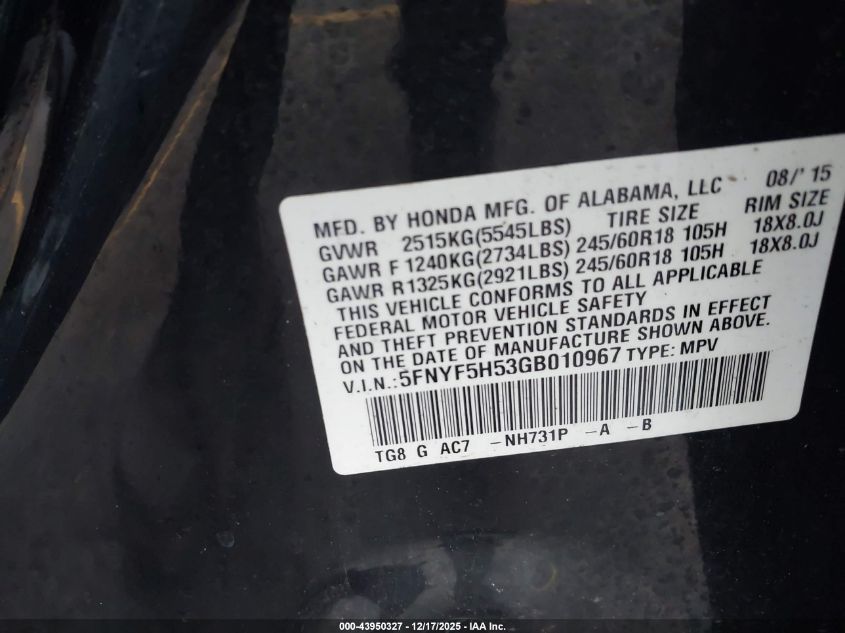 MFD. BY HONDA MFG. OF ALABAMA, LLC 08/' 15
GVWR 2515KG(5545LBS) TIRE SIZE RIM SIZE
GAWR F 1240KG(2734LBS) 245/60R18 105H 18X8.0J
GAWR R1325KG(2921LBS) 245/60R18 105H 18X8.0J
THIS VEHICLE CONFORMS TO ALL APPLICABLE
FEDERAL MOTOR VEHICLE SAFETY
AND THEFT PREVENTION STANDARDS IN EFFECT
ON THE DATE OF MANUFACTURE SHOWN ABOVE.
V.I.N.:5FNYF5H53GB010967 TYPE: MPV
TG8 G AC7 -NH731P -A -B
000-43950327 - 12/17/2025 - IAA Inc.